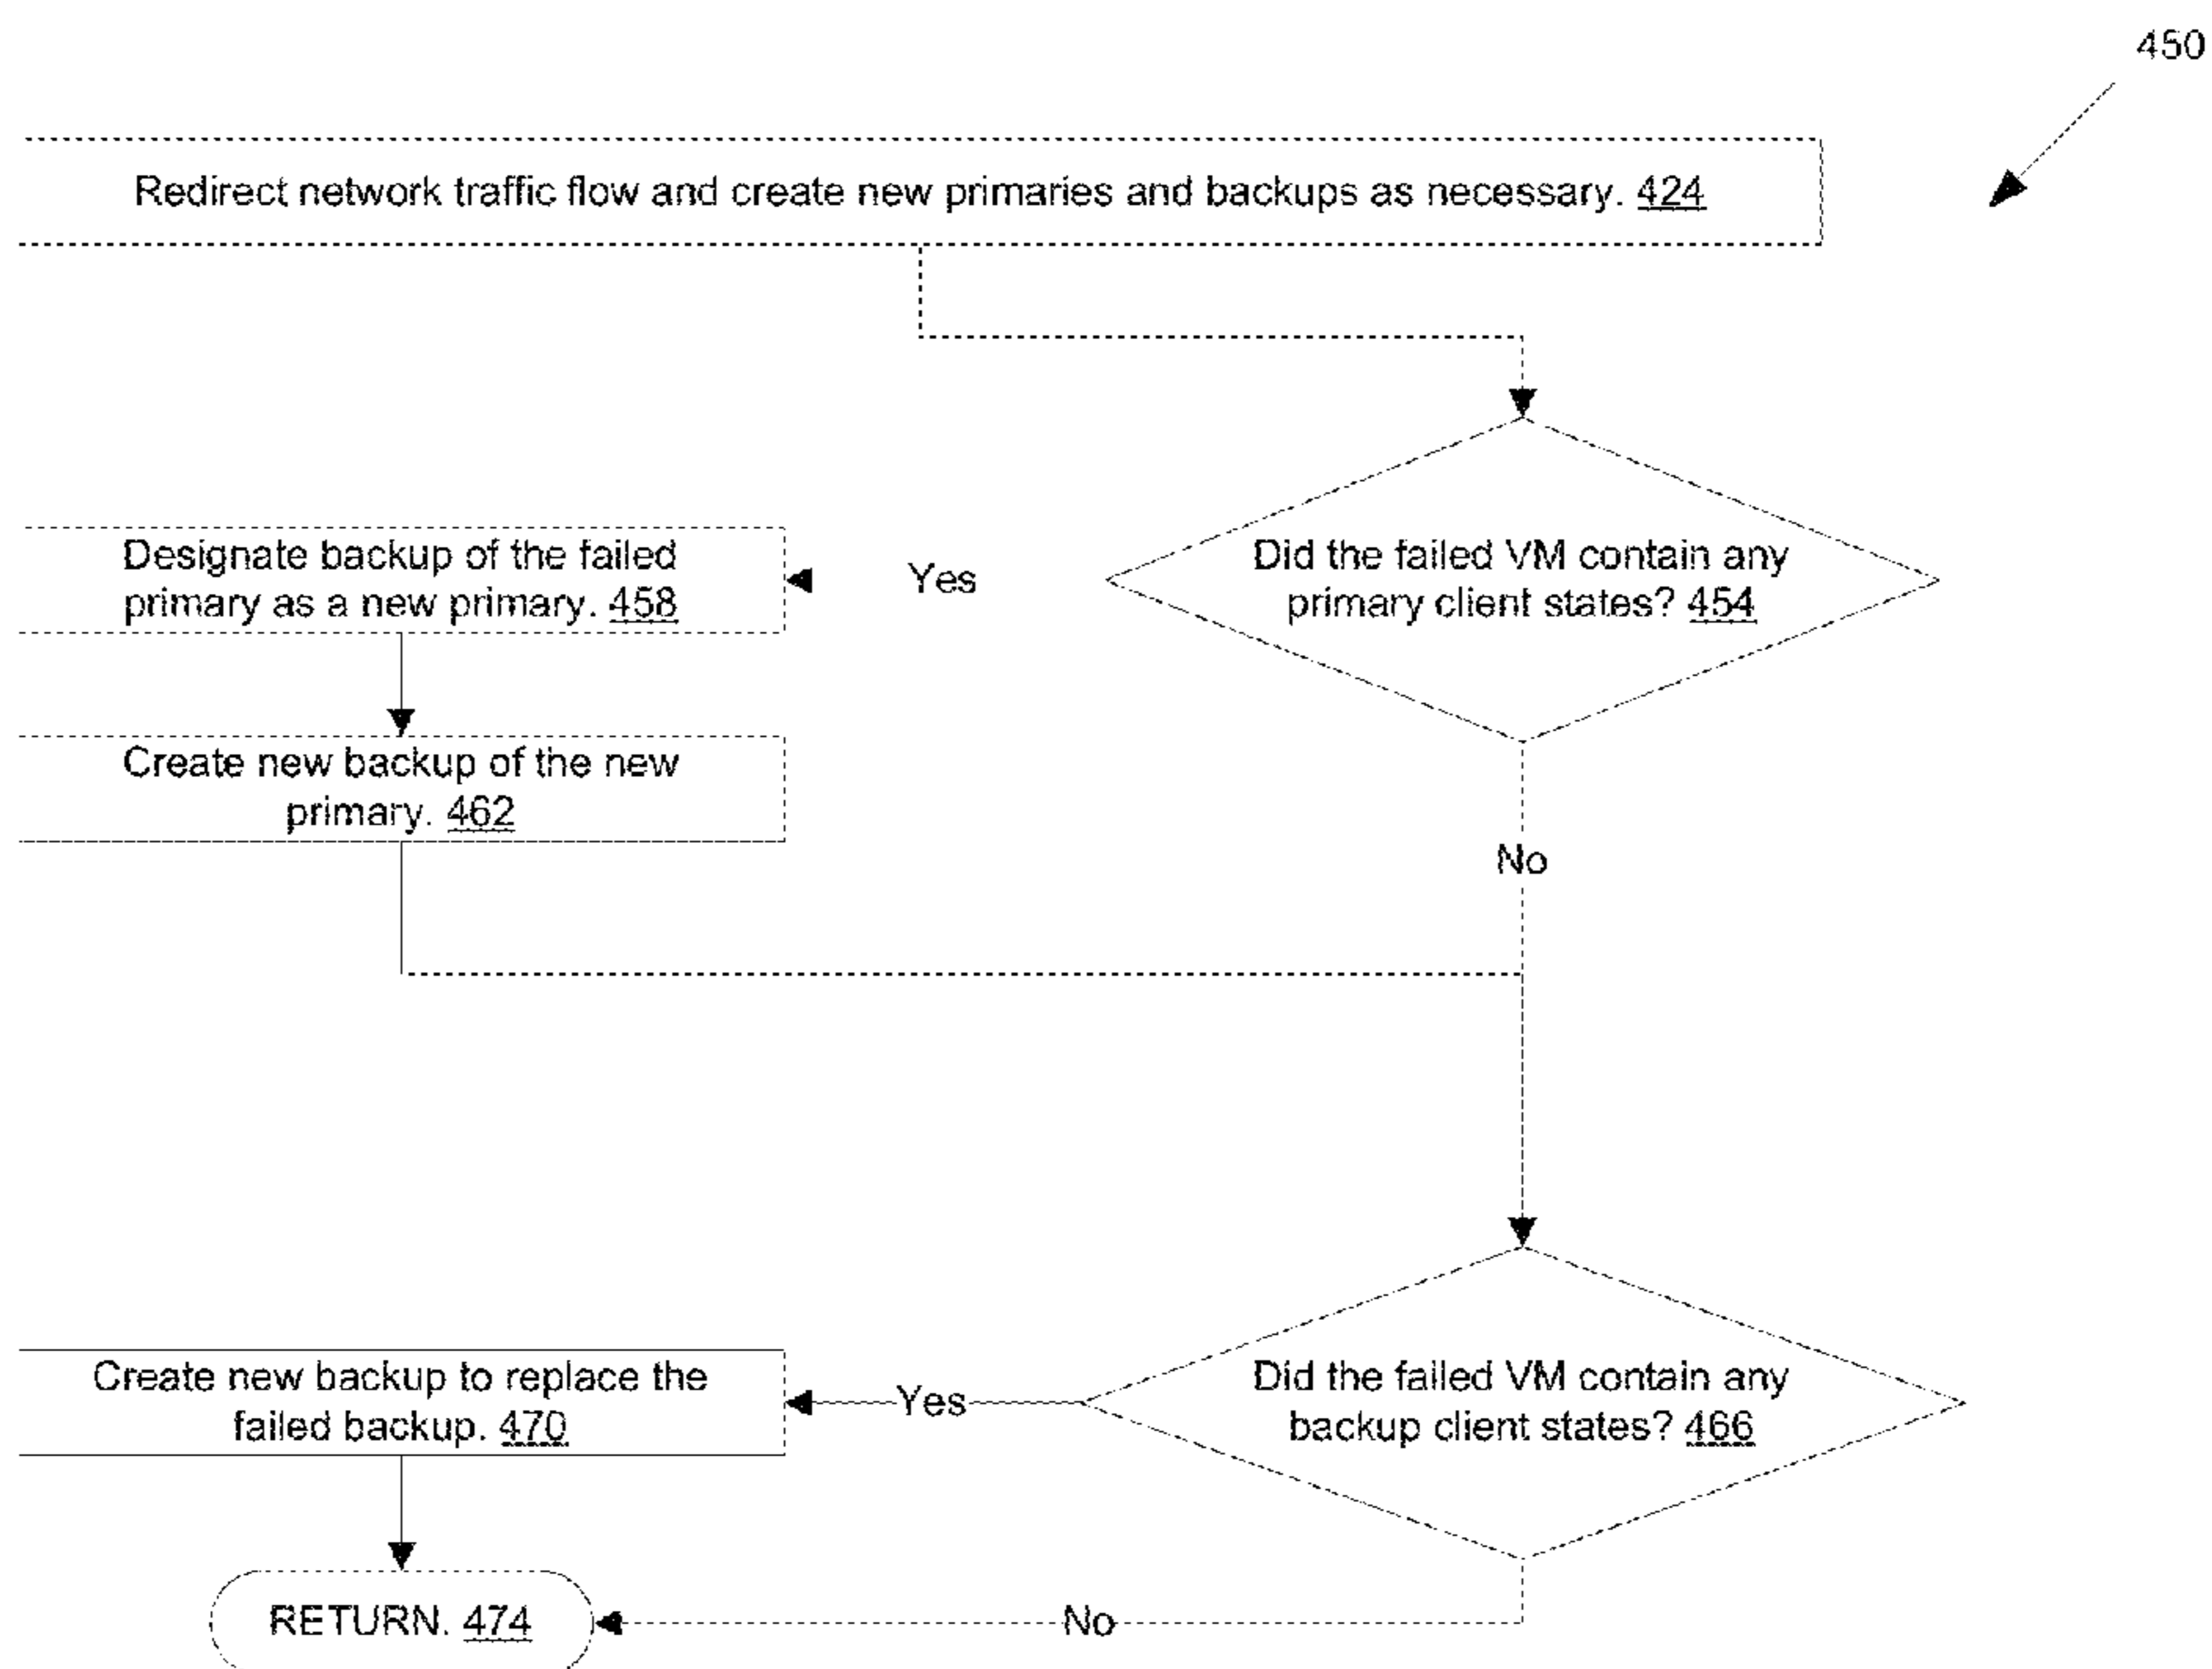 450
Redirect network traffic flow and create new primaries and backups as necessary. 424
Designate backup of the failed
primary as a new primary. 458
Yes
Did the failed VM contain any
primary client states? 454
Create new backup of the new
primary. 462
No
Create new backup to replace the
failed backup. 470
Yes
Did the failed VM contain any
backup client states? 466
RETURN. 474
No